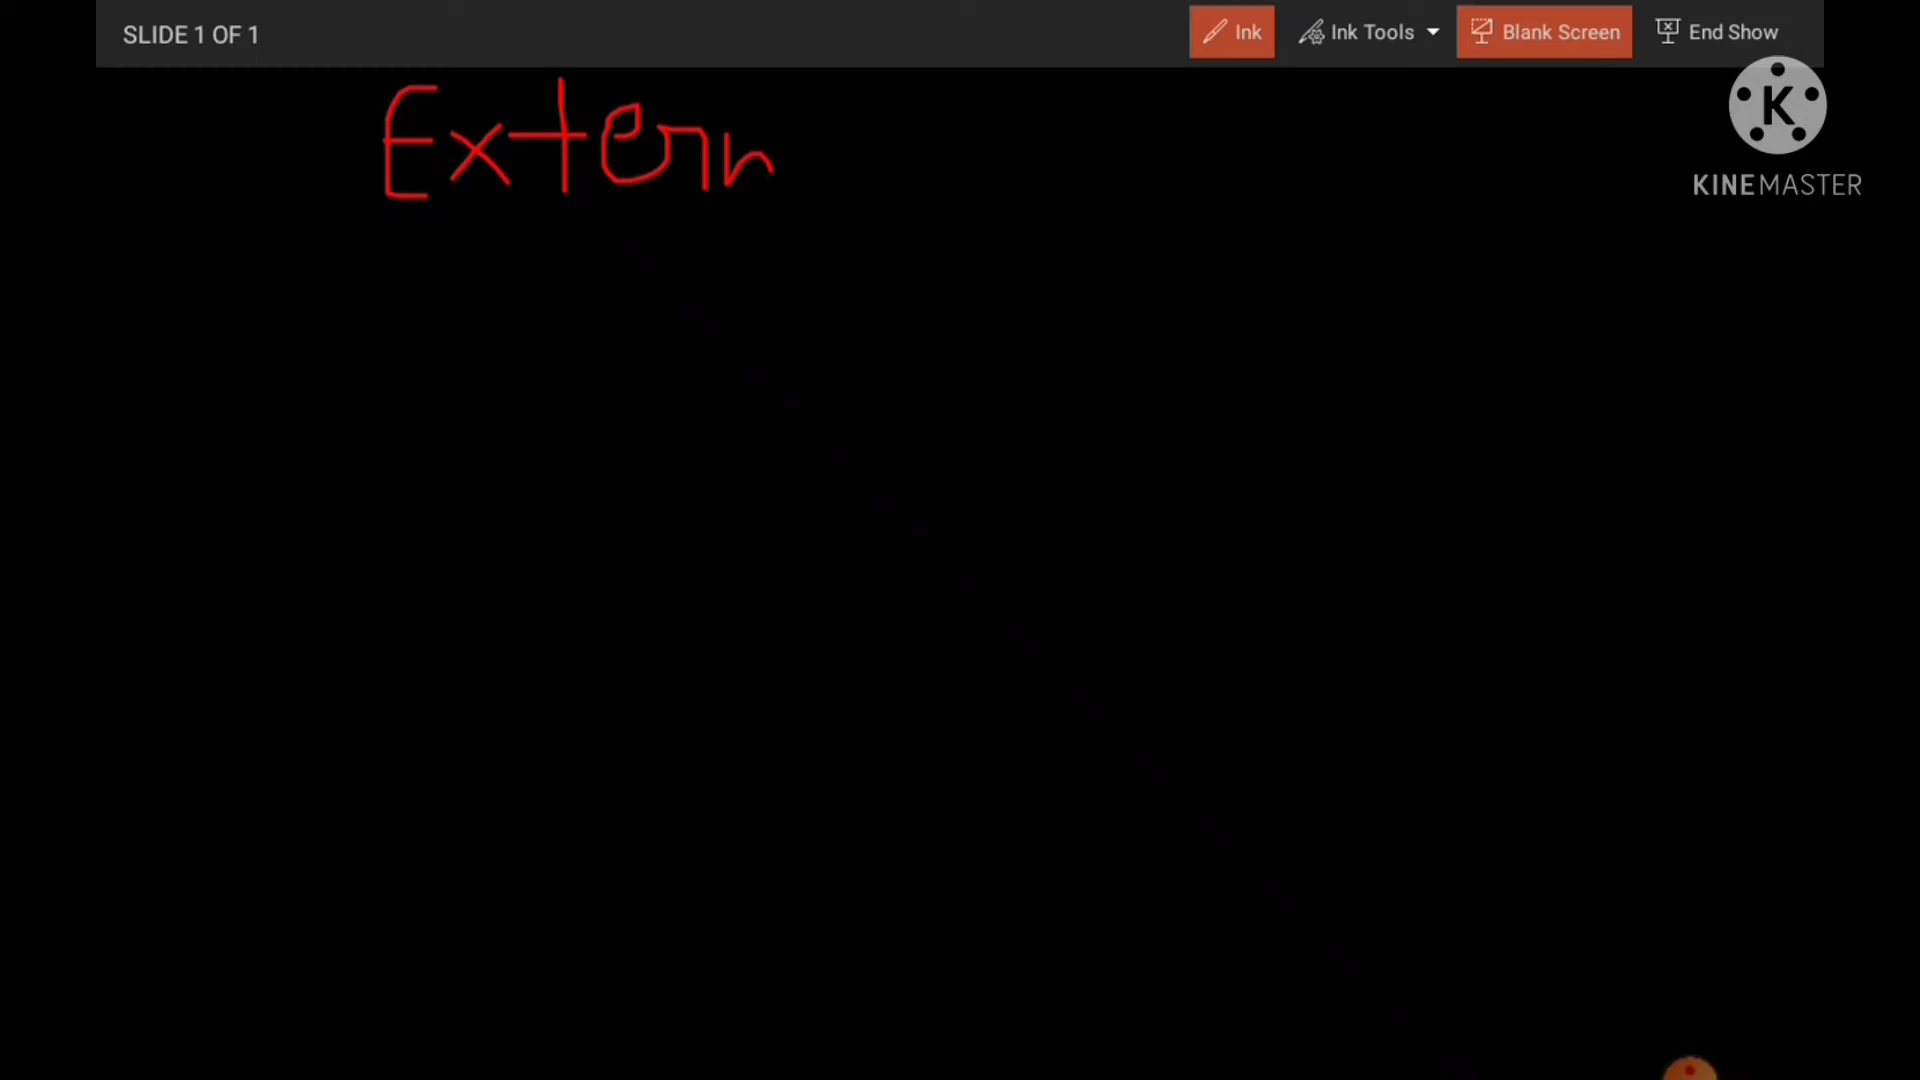 SLIDE 1 OF 1 Ink Ink Tools Blank Screen End Show
Extern
K
KINEMASTER